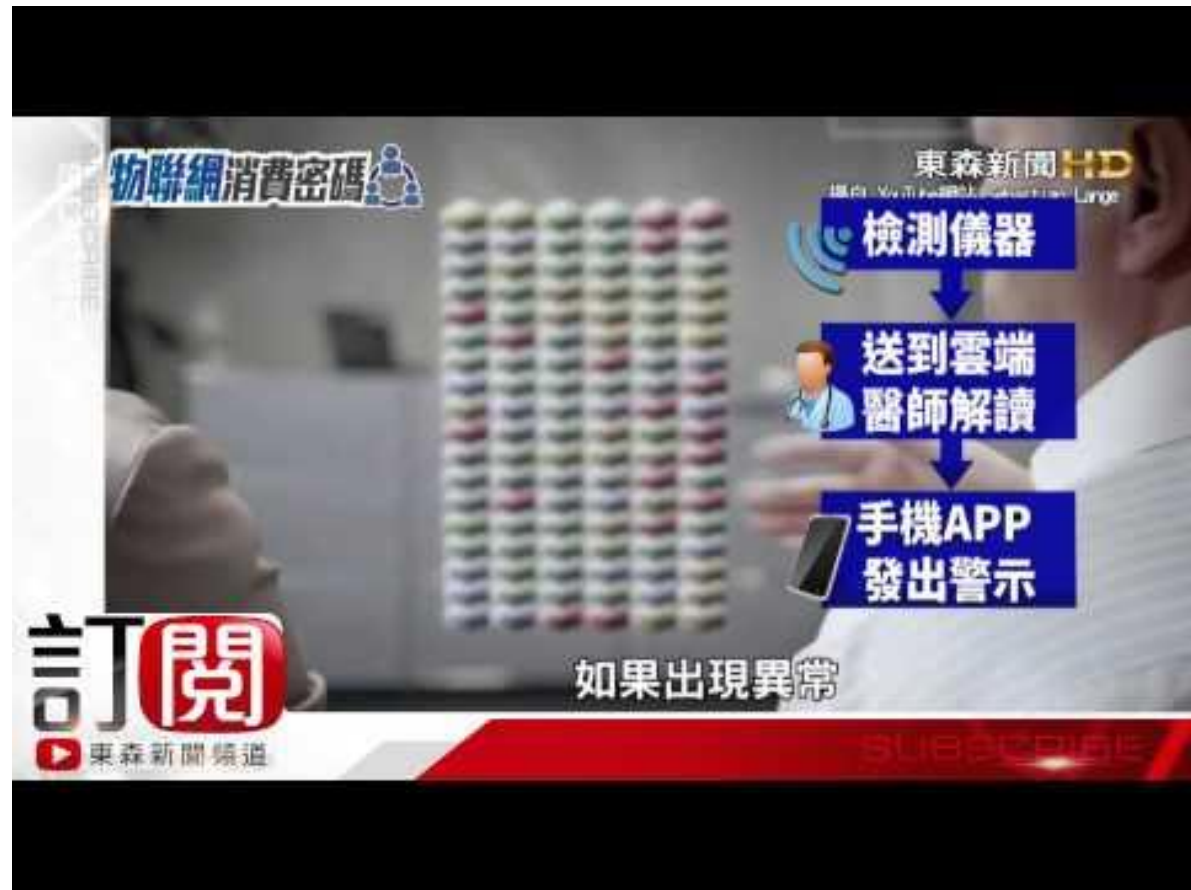 物聯網消費密碼
東森新聞HD
檢測儀器
送到雲端
醫師解讀
手機APP
發出警示
如果出現異常
訂閱
東森新聞頻道
SUBSCRIBE